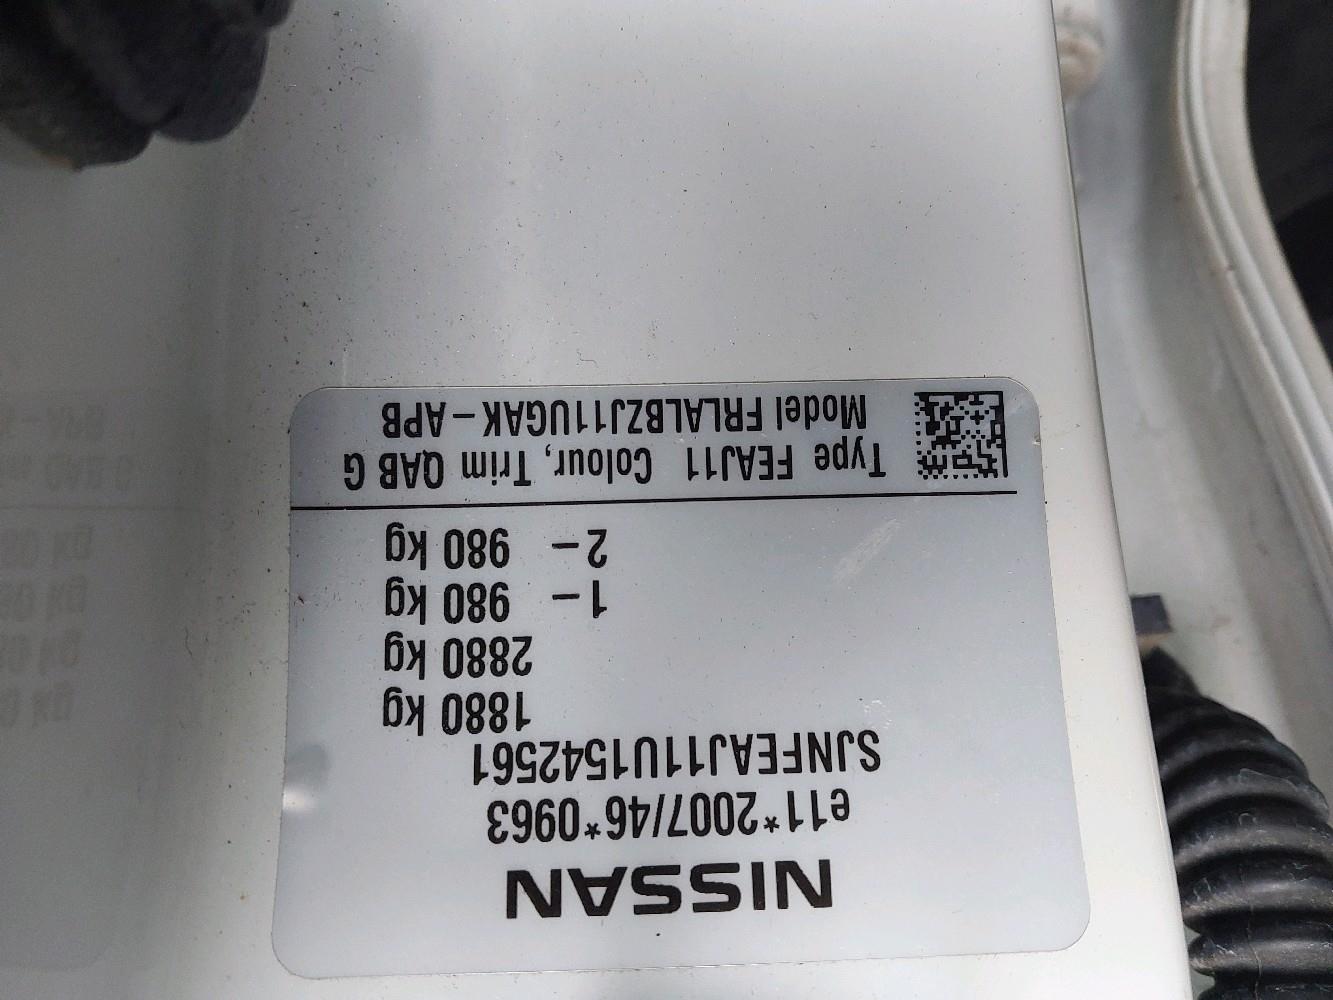 NISSAN
e11*2007/46*0963
SJNFEAJ11U1542561
1880 kg
2880 kg
1- 980 kg
2- 980 kg
Type FEAJ11 Colour, Trim QAB G
Model FRLALBZJ11UGAK-APB